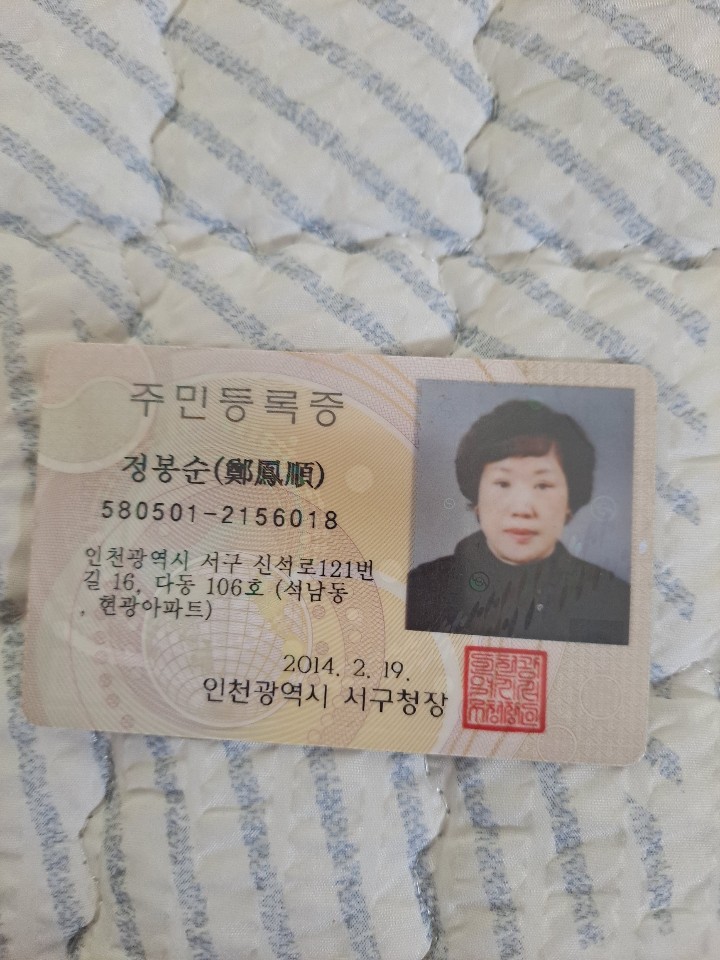 주민등록증
정봉순(鄭鳳順)
580501-2156018
인천광역시 서구 신석로121번
길 16, 다동 106호 (석남동
, 현광아파트)
2014. 2. 19.
인천광역시 서구청장